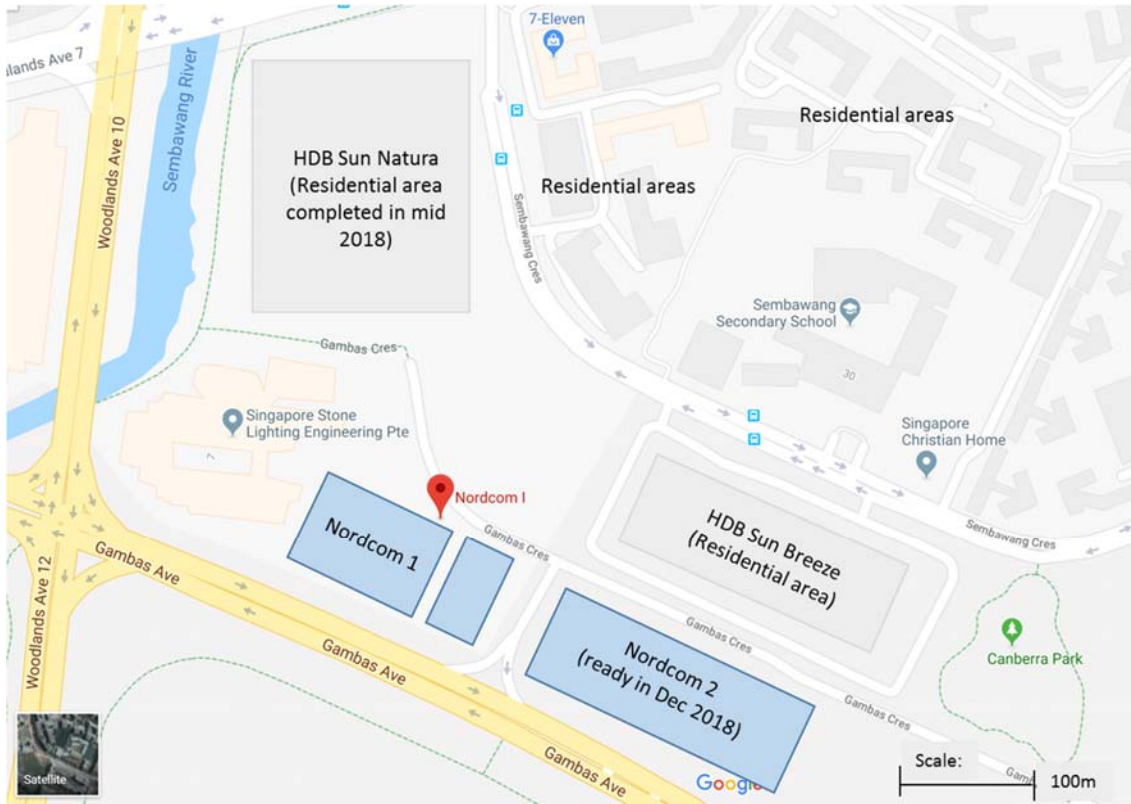 nlands Ave 7
Woodlands Ave 10
Sembawang River
7-Eleven
HDB Sun Natura
(Residential area
completed in mid
2018)
Residential areas
Residential areas
Sembawang Cres
Sembawang
Secondary School
30
Gambas Cres
Singapore Stone
Lighting Engineering Pte
7
Singapore
Christian Home
Nordcom I
Nordcom 1
Gambas Cres
HDB Sun Breeze
(Residential area)
Sembawang Cres
Woodlands Ave 12
Gambas Ave
Gambas Ave
Gambas Cres
Nordcom 2
(ready in Dec 2018)
Canberra Park
Gambas Cres
Gambas Ave
Satellite
Google
Scale:
100m
Gam